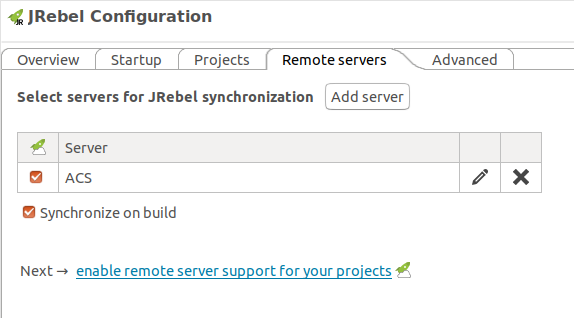 JRebel Configuration
Overview Startup Projects Remote servers Advanced
Select servers for JRebel synchronization Add server
Server
ACS
Synchronize on build
Next → enable remote server support for your projects